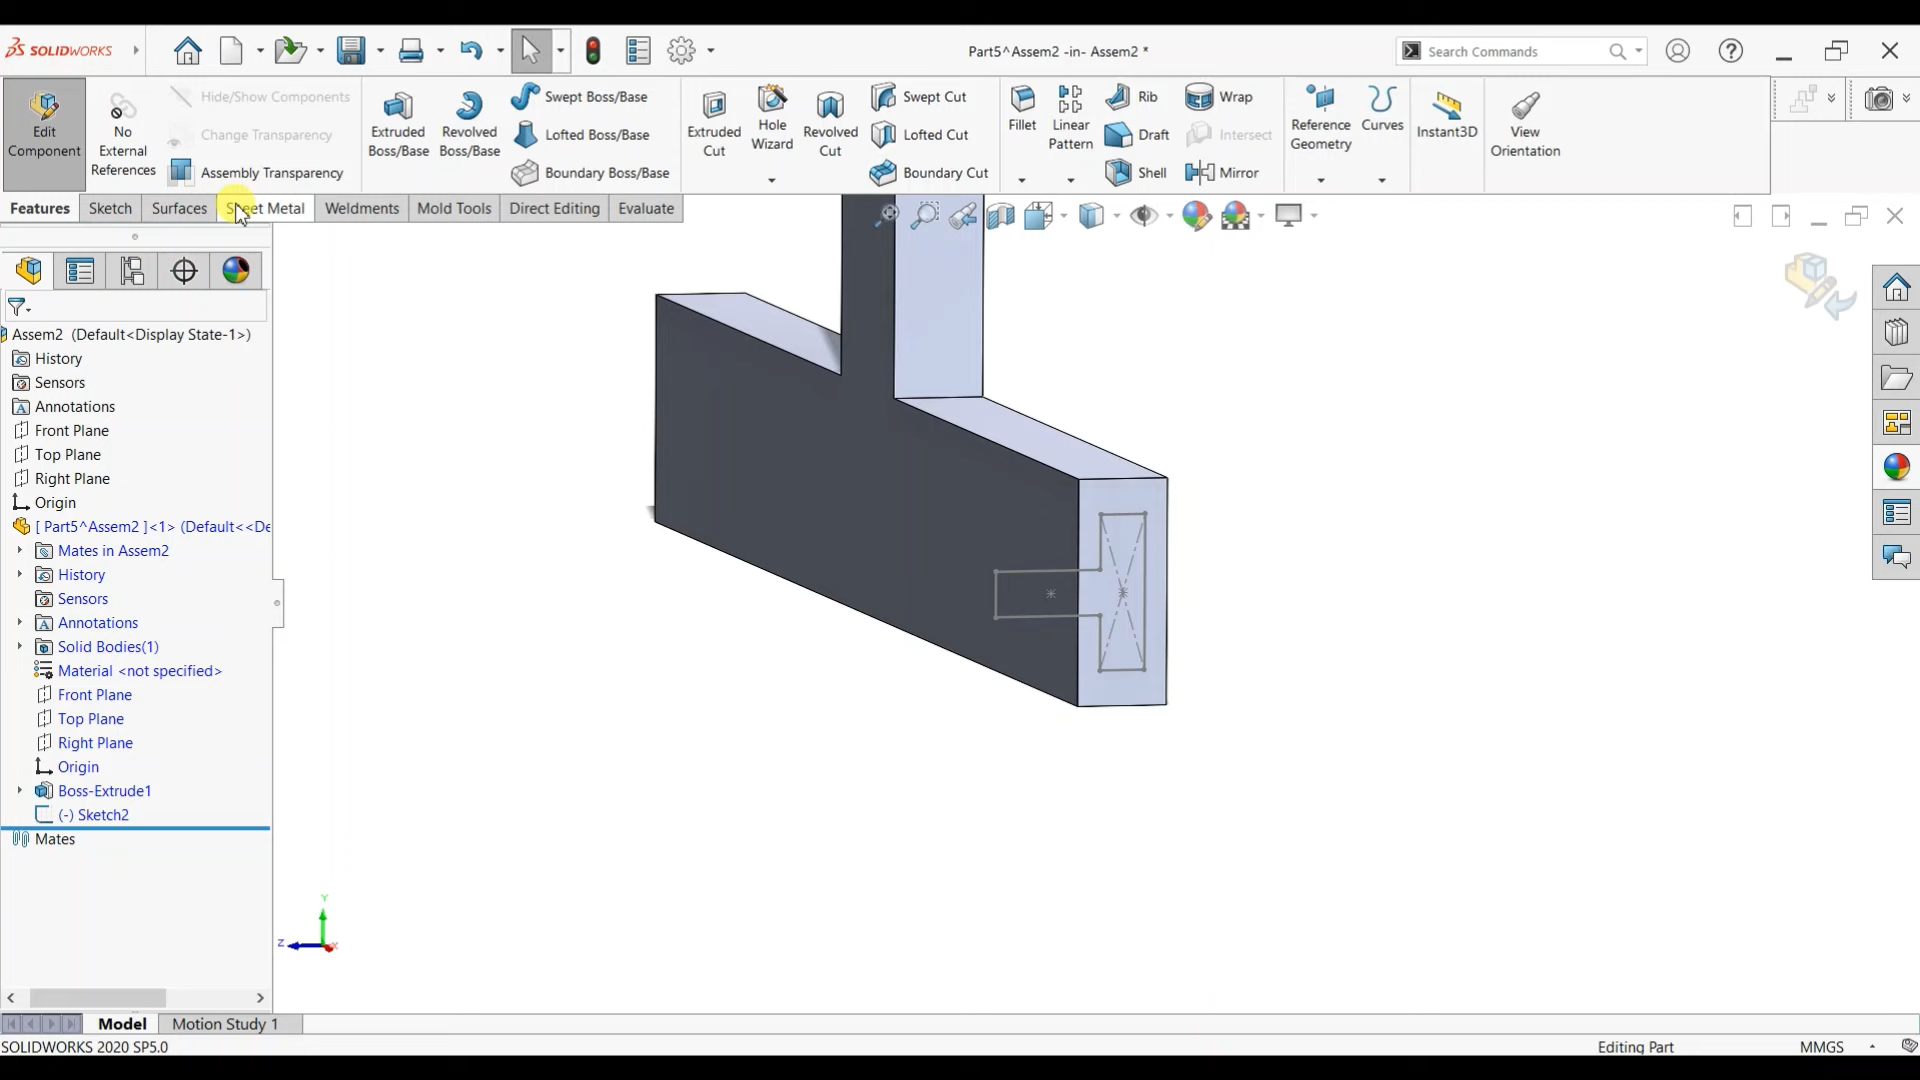 SOLIDWORKS
Part5^Assem2 -in- Assem2 *
Search Commands
Edit Component
No External References
Hide/Show Components
Change Transparency
Assembly Transparency
Extruded Boss/Base
Revolved Boss/Base
Swept Boss/Base
Lofted Boss/Base
Boundary Boss/Base
Extruded Cut
Hole Wizard
Revolved Cut
Swept Cut
Lofted Cut
Boundary Cut
Fillet
Linear Pattern
Rib
Draft
Shell
Wrap
Intersect
Mirror
Reference Geometry
Curves
Instant3D
View Orientation
Features
Sketch
Surfaces
Sheet Metal
Weldments
Mold Tools
Direct Editing
Evaluate
Assem2 (Default<Display State-1>)
History
Sensors
Annotations
Front Plane
Top Plane
Right Plane
Origin
[ Part5^Assem2 ]<1> (Default<<De
Mates in Assem2
History
Sensors
Annotations
Solid Bodies(1)
Material <not specified>
Front Plane
Top Plane
Right Plane
Origin
Boss-Extrude1
(-) Sketch2
Mates
Y
Z
X
Model
Motion Study 1
SOLIDWORKS 2020 SP5.0
Editing Part
MMGS